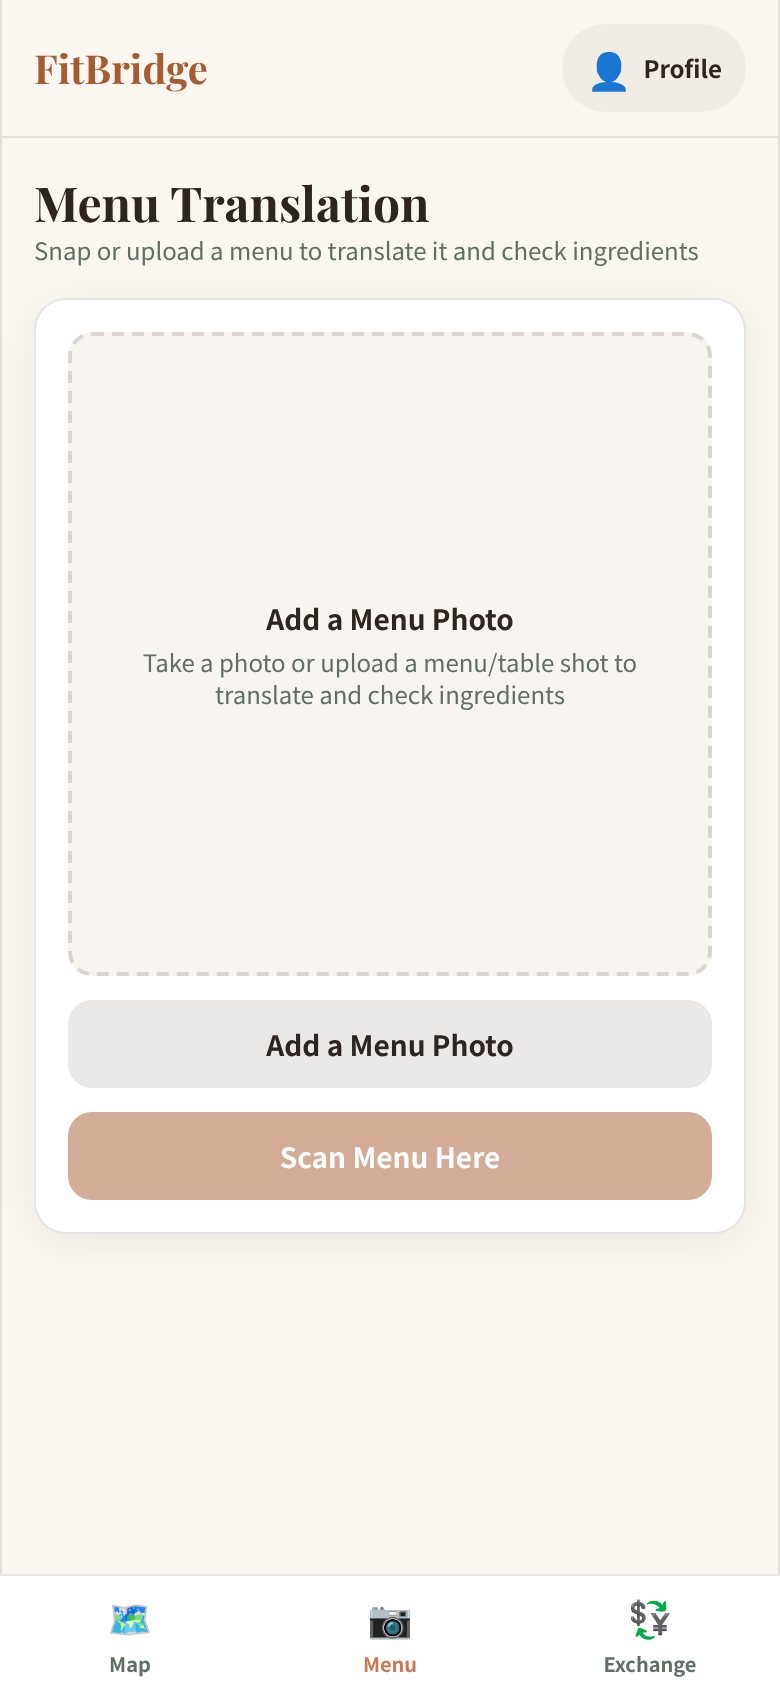 FitBridge
Profile
Menu Translation
Snap or upload a menu to translate it and check ingredients
Add a Menu Photo
Take a photo or upload a menu/table shot to
translate and check ingredients
Add a Menu Photo
Scan Menu Here
Map
Menu
Exchange